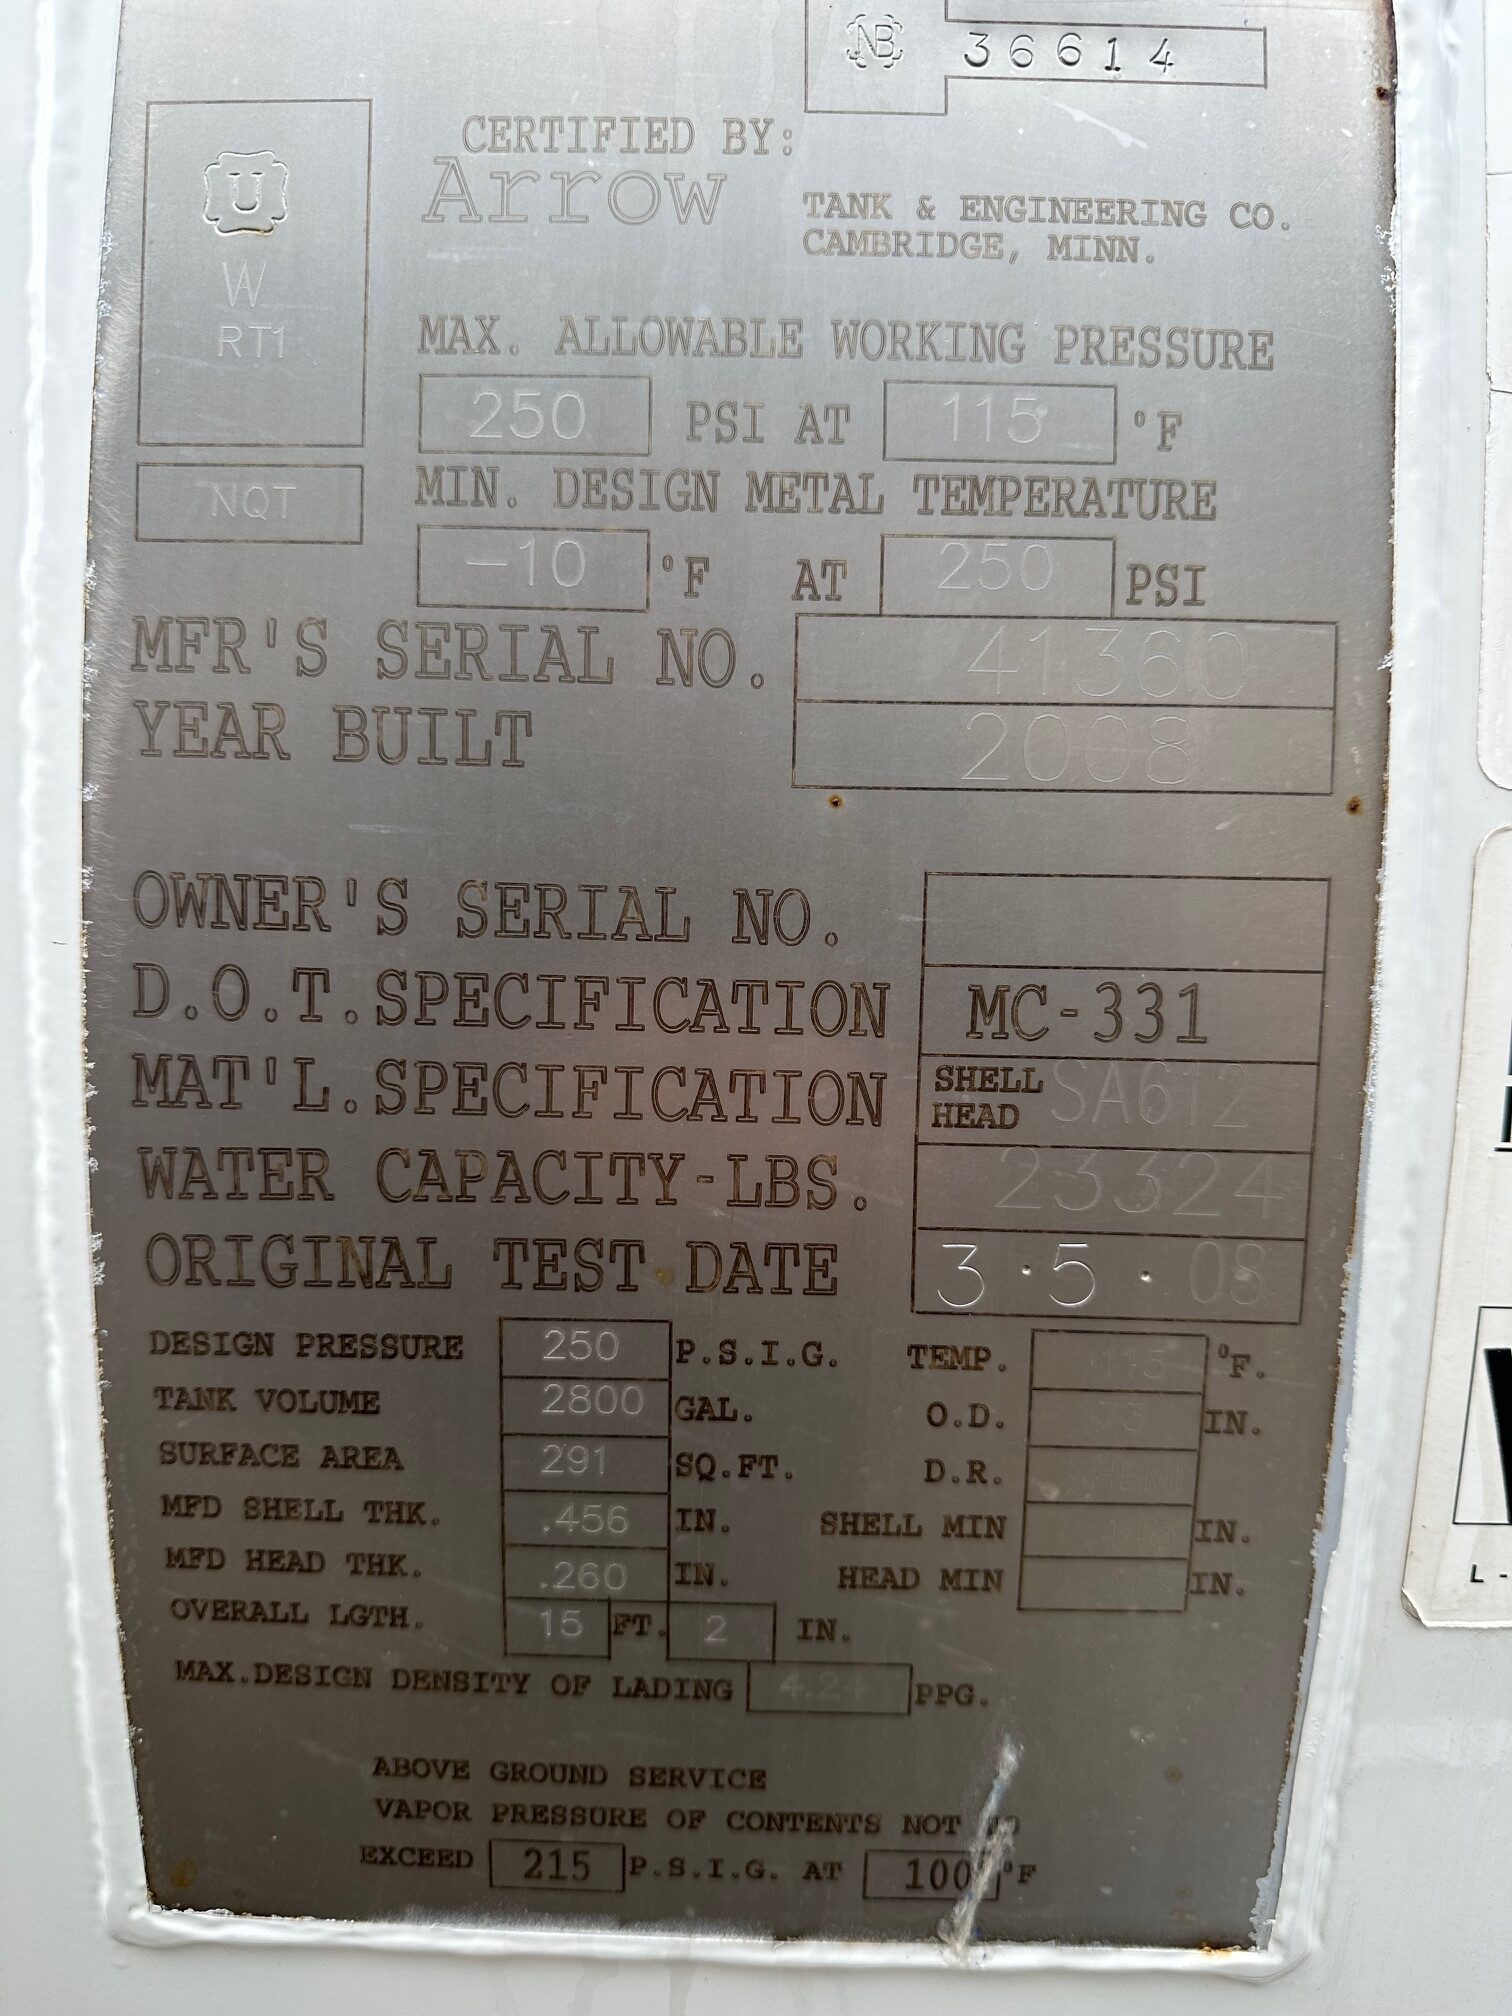 NB 36614
U
W
RT1
NQT
CERTIFIED BY:
Arrow TANK & ENGINEERING CO.
CAMBRIDGE, MINN.
MAX. ALLOWABLE WORKING PRESSURE
250 PSI AT 115 °F
MIN. DESIGN METAL TEMPERATURE
-10 °F AT 250 PSI
MFR'S SERIAL NO. 41360
YEAR BUILT 2008
OWNER'S SERIAL NO.
D.O.T. SPECIFICATION MC-331
MAT'L. SPECIFICATION SHELL HEAD SA612
WATER CAPACITY-LBS. 23324
ORIGINAL TEST DATE 3.5.08
DESIGN PRESSURE 250 P.S.I.G. TEMP. 115 °F.
TANK VOLUME 2800 GAL. O.D. IN.
SURFACE AREA 291 SQ.FT. D.R.
MFD SHELL THK. .456 IN. SHELL MIN IN.
MFD HEAD THK. .260 IN. HEAD MIN IN.
OVERALL LGTH. 15 FT. 2 IN.
MAX.DESIGN DENSITY OF LADING 4.24 PPG.
ABOVE GROUND SERVICE
VAPOR PRESSURE OF CONTENTS NOT
EXCEED 215 P.S.I.G. AT 100 °F